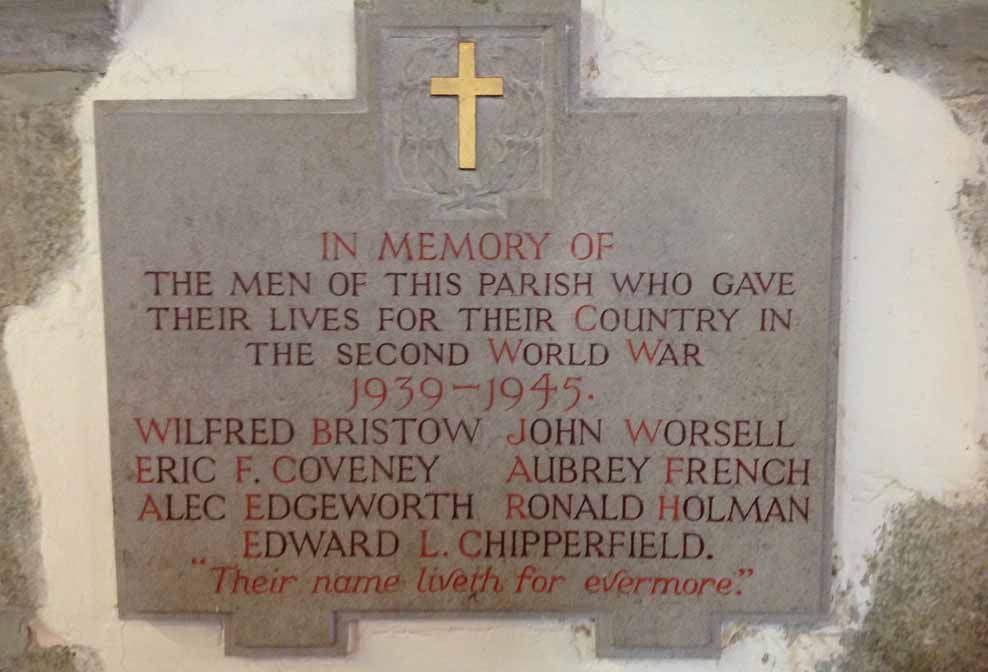 IN MEMORY OF
THE MEN OF THIS PARISH WHO GAVE
THEIR LIVES FOR THEIR COUNTRY IN
THE SECOND WORLD WAR
1939-1945.
WILFRED BRISTOW JOHN WORSELL
ERIC F. COVENEY AUBREY FRENCH
ALEC EDGEWORTH RONALD HOLMAN
EDWARD L. CHIPPERFIELD.
"Their name liveth for evermore."